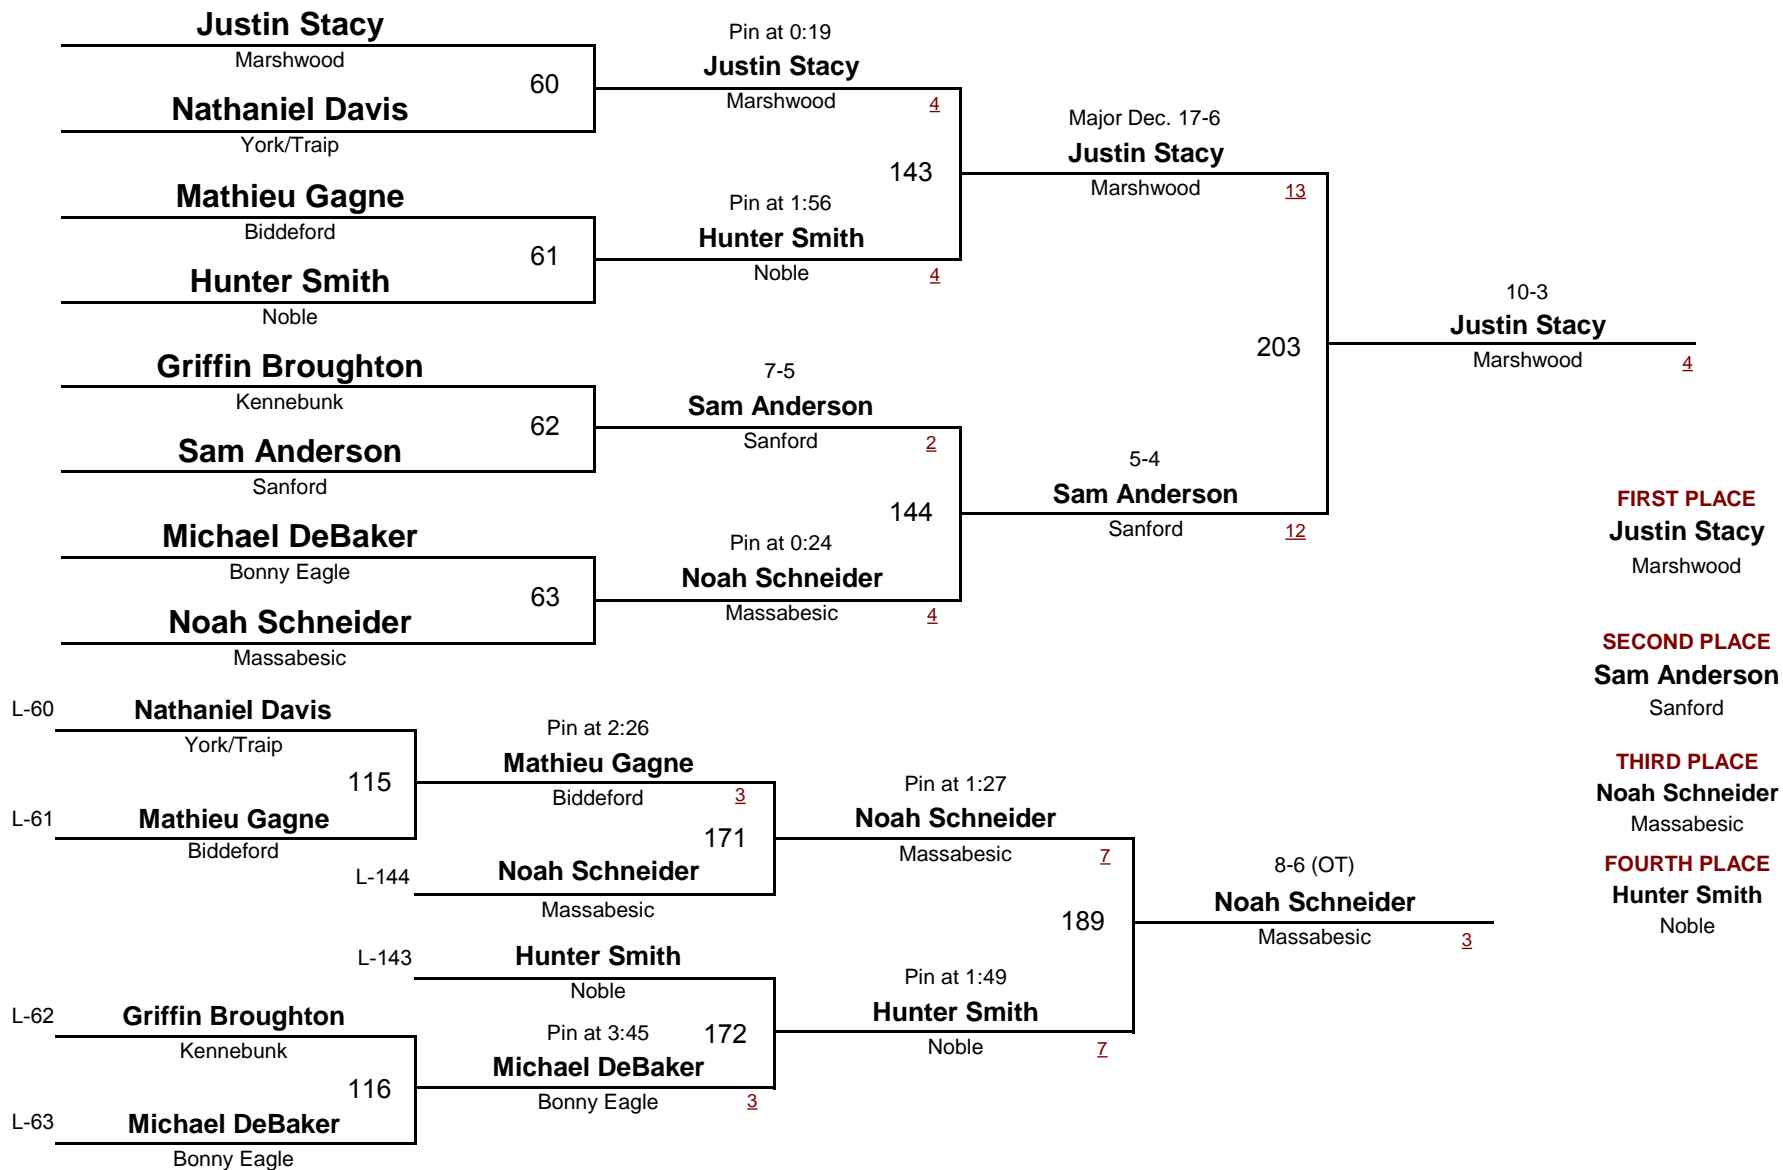 Justin Stacy
Marshwood
60
Nathaniel Davis
York/Traip
Mathieu Gagne
Biddeford
61
Hunter Smith
Noble
Griffin Broughton
Kennebunk
62
Sam Anderson
Sanford
Michael DeBaker
Bonny Eagle
63
Noah Schneider
Massabesic
Pin at 0:19
Justin Stacy
Marshwood 4
143
Pin at 1:56
Hunter Smith
Noble 4
7-5
Sam Anderson
Sanford 2
144
Pin at 0:24
Noah Schneider
Massabesic 4
Major Dec. 17-6
Justin Stacy
Marshwood 13
203
5-4
Sam Anderson
Sanford 12
10-3
Justin Stacy
Marshwood 4
FIRST PLACE
Justin Stacy
Marshwood
SECOND PLACE
Sam Anderson
Sanford
THIRD PLACE
Noah Schneider
Massabesic
FOURTH PLACE
Hunter Smith
Noble
L-60 Nathaniel Davis
York/Traip
115
L-61 Mathieu Gagne
Biddeford
Pin at 2:26
Mathieu Gagne
Biddeford 3
171
L-144 Noah Schneider
Massabesic
L-143 Hunter Smith
Noble
L-62 Griffin Broughton
Kennebunk
116
L-63 Michael DeBaker
Bonny Eagle
Pin at 3:45 172
Michael DeBaker
Bonny Eagle 3
Pin at 1:27
Noah Schneider
Massabesic 7
189
Pin at 1:49
Hunter Smith
Noble 7
8-6 (OT)
Noah Schneider
Massabesic 3